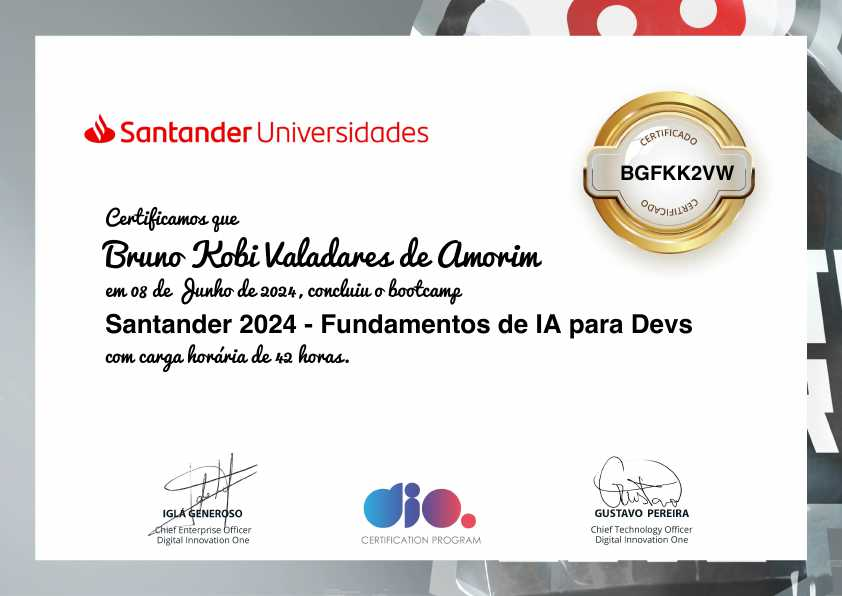 Santander Universidades
CERTIFICADO
BGFKK2VW
CERTIFICADO
Certificamos que
Bruno Kobi Valadares de Amorim
em 08 de Junho de 2024, concluiu o bootcamp
Santander 2024 - Fundamentos de IA para Devs
com carga horária de 42 horas.
IGLÁ GENEROSO
Chief Enterprise Officer
Digital Innovation One
dio.
CERTIFICATION PROGRAM
Gustavo
GUSTAVO PEREIRA
Chief Technology Officer
Digital Innovation One